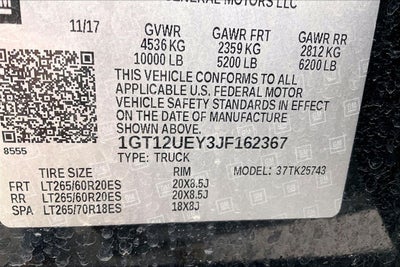 GENERAL MOTORS LLC
11/17 GVWR GAWR FRT GAWR RR
4536 KG 2359 KG 2812 KG
10000 LB 5200 LB 6200 LB
THIS VEHICLE CONFORMS TO ALL
APPLICABLE U.S. FEDERAL MOTOR
VEHICLE SAFETY STANDARDS IN EFFECT
ON THE DATE OF MANUFACTURE SHOWN ABOVE
8555 1GT12UEY3JF162367
TYPE: TRUCK
TIRE SIZE RIM MODEL: 37TK25743
FRT LT265/60R20ES 20X8.5J
RR LT265/60R20ES 20X8.5J
SPA LT265/70R18ES 18X8J